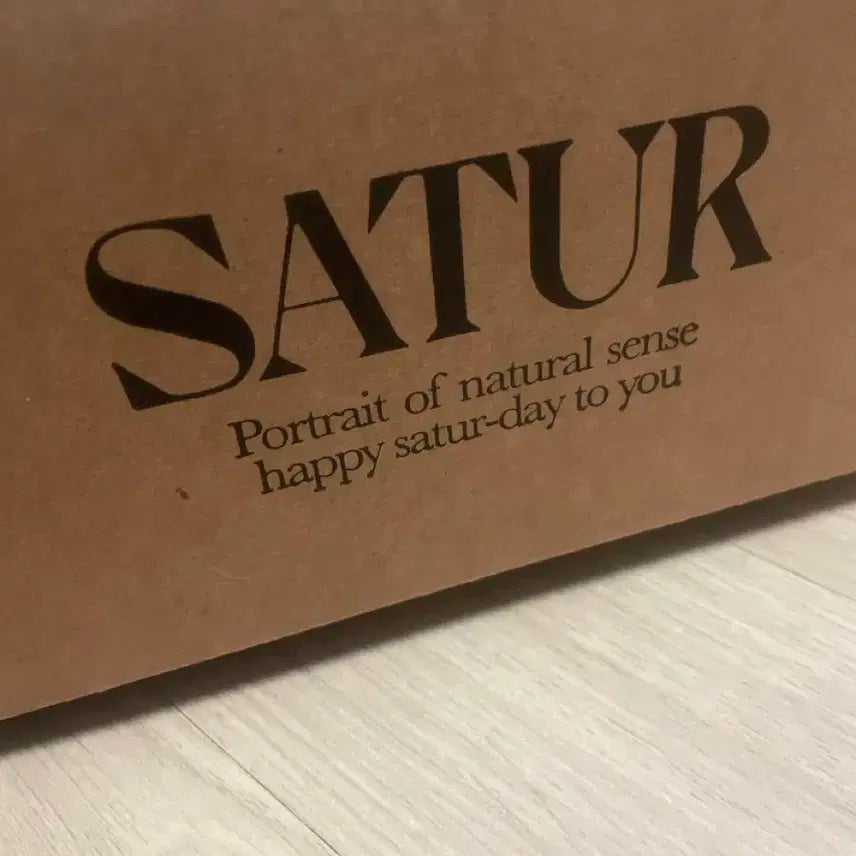 SATUR
Portrait of natural sense
happy satur-day to you